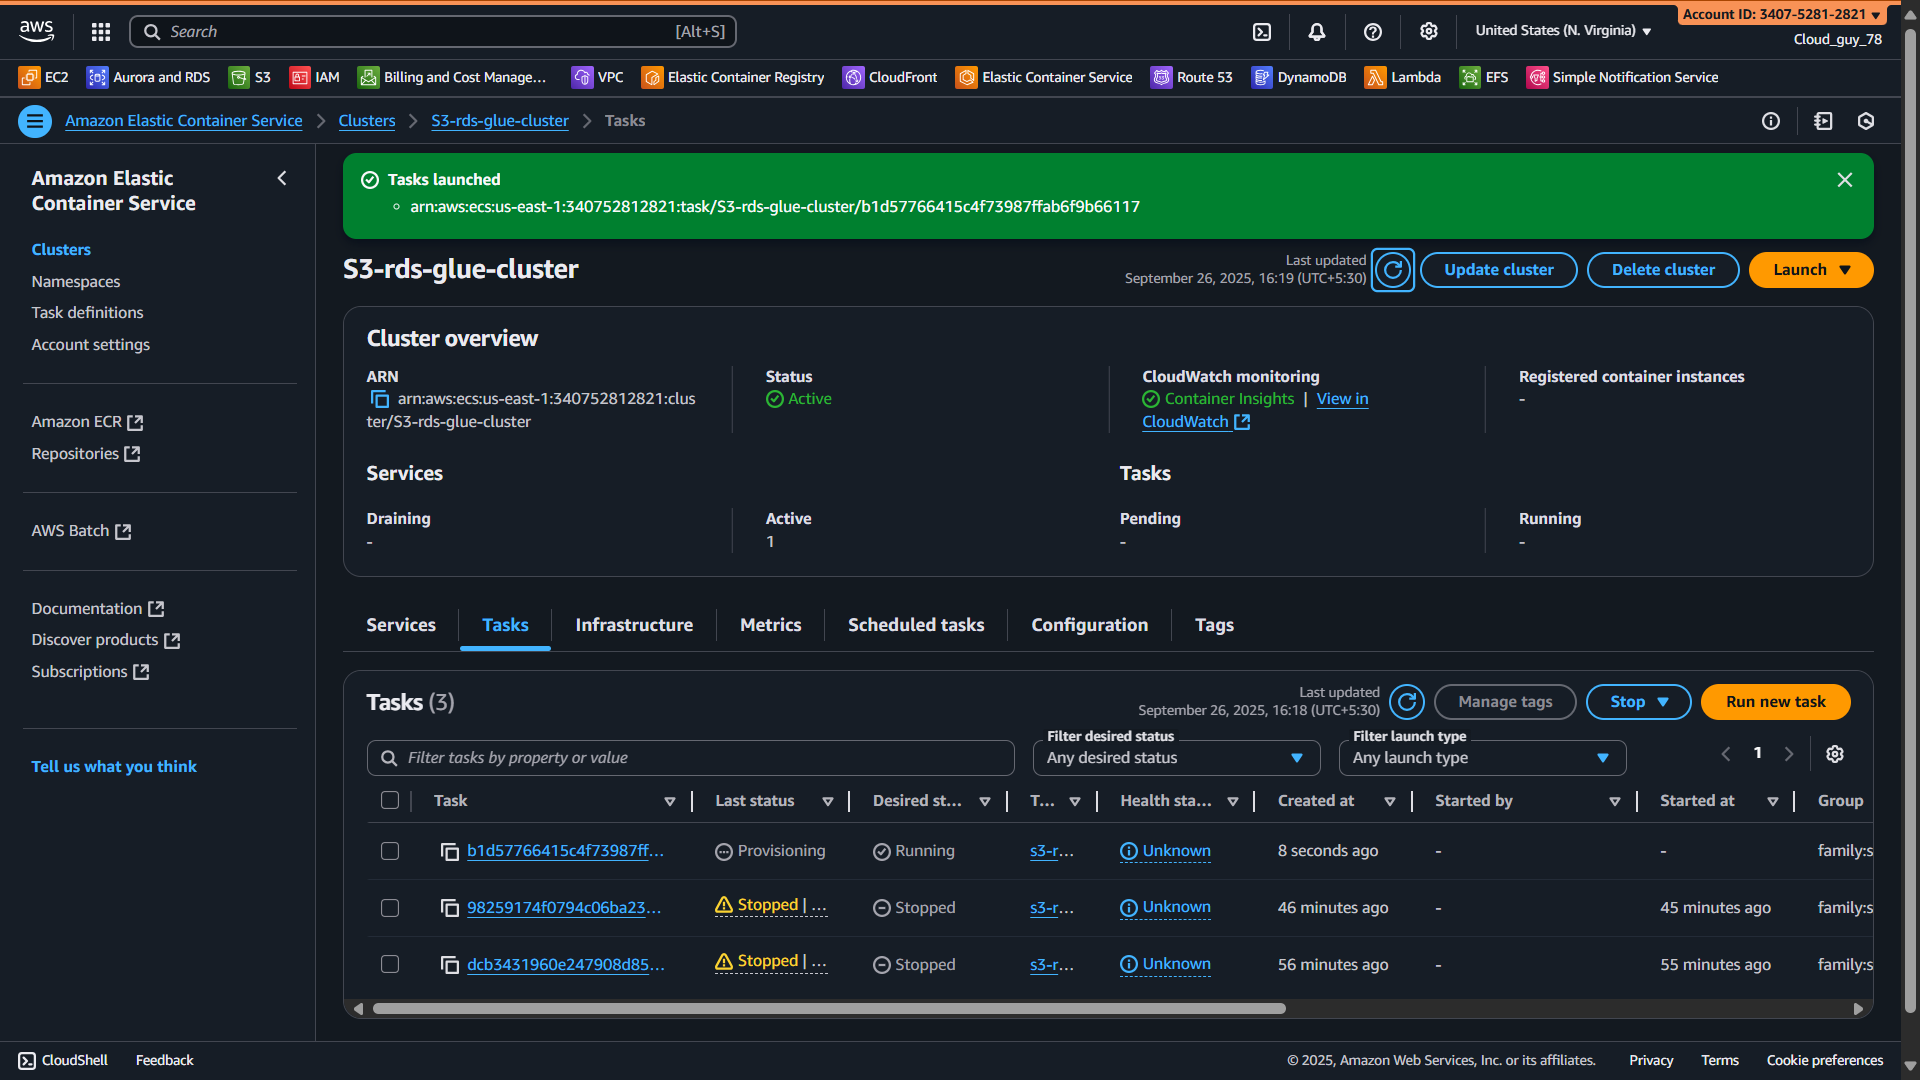 aws
Search [Alt+S]
United States (N. Virginia) ▼
Account ID: 3407-5281-2821 ▼
Cloud_guy_78
EC2 Aurora and RDS S3 IAM Billing and Cost Manage... VPC Elastic Container Registry CloudFront Elastic Container Service Route 53 DynamoDB Lambda EFS Simple Notification Service
Amazon Elastic Container Service > Clusters > S3-rds-glue-cluster > Tasks
Amazon Elastic
Container Service
Clusters
Namespaces
Task definitions
Account settings
Amazon ECR
Repositories
AWS Batch
Documentation
Discover products
Subscriptions
Tell us what you think
Tasks launched
arn:aws:ecs:us-east-1:340752812821:task/S3-rds-glue-cluster/b1d57766415c4f73987ffab6f9b66117
S3-rds-glue-cluster
Last updated
September 26, 2025, 16:19 (UTC+5:30)
Update cluster
Delete cluster
Launch ▼
Cluster overview
ARN
arn:aws:ecs:us-east-1:340752812821:clus
ter/S3-rds-glue-cluster
Status
Active
CloudWatch monitoring
Container Insights | View in
CloudWatch
Registered container instances
-
Services
Draining
-
Active
1
Tasks
Pending
-
Running
-
Services Tasks Infrastructure Metrics Scheduled tasks Configuration Tags
Tasks (3)
Last updated
September 26, 2025, 16:18 (UTC+5:30)
Manage tags
Stop ▼
Run new task
Filter tasks by property or value
Filter desired status
Any desired status
Filter launch type
Any launch type
1
Task Last status Desired st... T... Health sta... Created at Started by Started at Group
b1d57766415c4f73987ff... Provisioning Running s3-r... Unknown 8 seconds ago - - family:s
98259174f0794c06ba23... Stopped | ... Stopped s3-r... Unknown 46 minutes ago - 45 minutes ago family:s
dcb3431960e247908d85... Stopped | ... Stopped s3-r... Unknown 56 minutes ago - 55 minutes ago family:s
CloudShell Feedback © 2025, Amazon Web Services, Inc. or its affiliates. Privacy Terms Cookie preferences